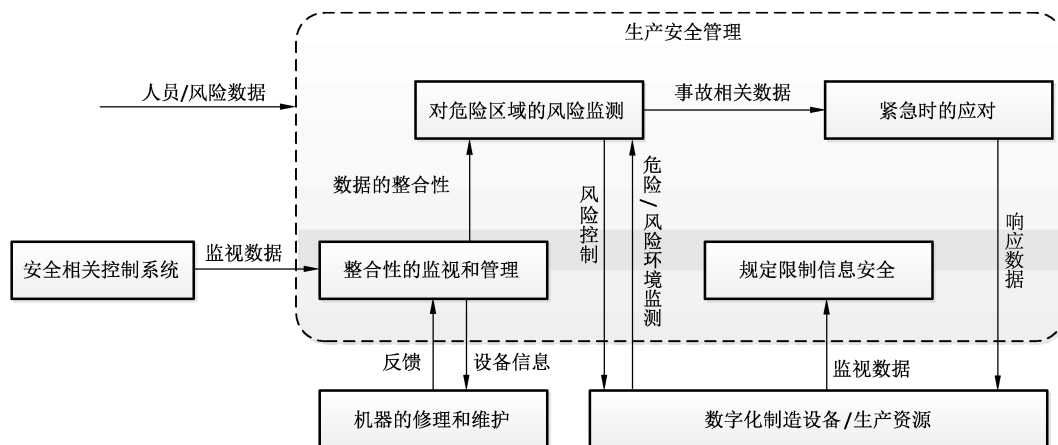 生产安全管理
人员/风险数据
对危险区域的风险监测
事故相关数据
紧急时的应对
数据的整合性
风险控制
危险/风险环境监测
响应数据
安全相关控制系统
监视数据
整合性的监视和管理
规定限制信息安全
反馈
设备信息
监视数据
机器的修理和维护
数字化制造设备/生产资源